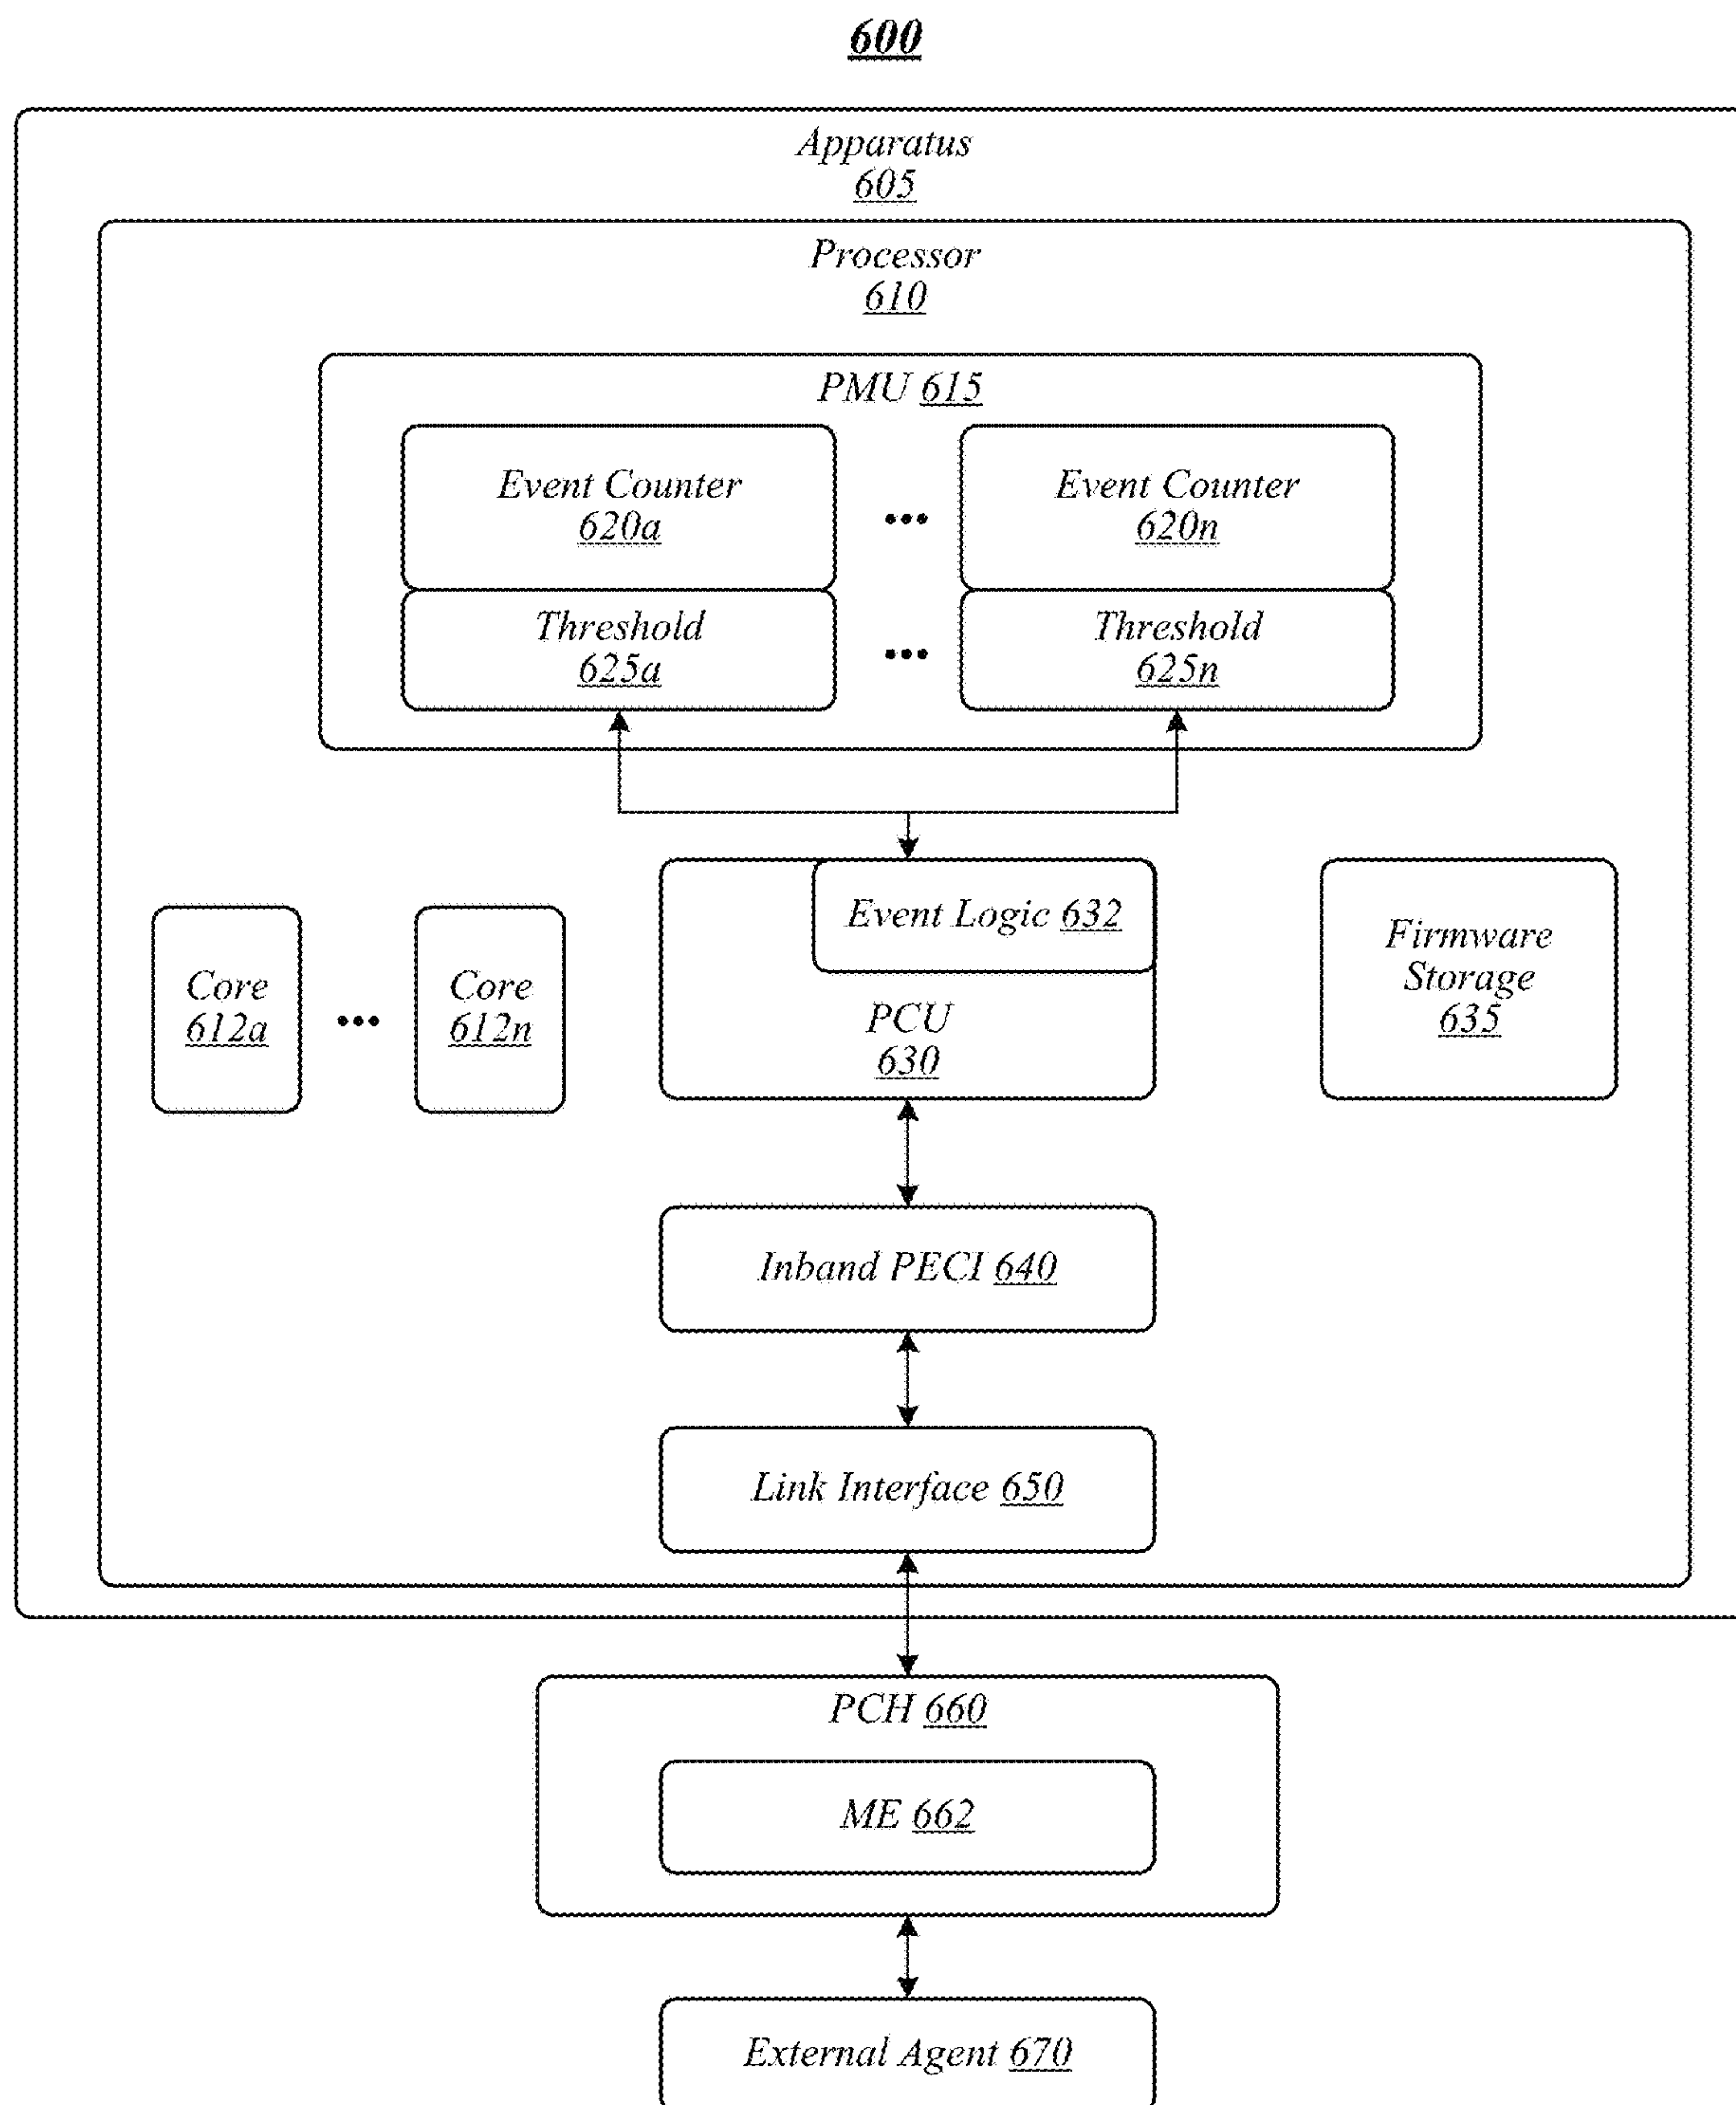 600
Apparatus
605
Processor
610
PMU 615
Event Counter
620a
Event Counter
620n
Threshold
625a
Threshold
625n
Event Logic 632
PCU
630
Core
612a
Core
612n
Firmware
Storage
635
Inband PECI 640
Link Interface 650
PCH 660
ME 662
External Agent 670